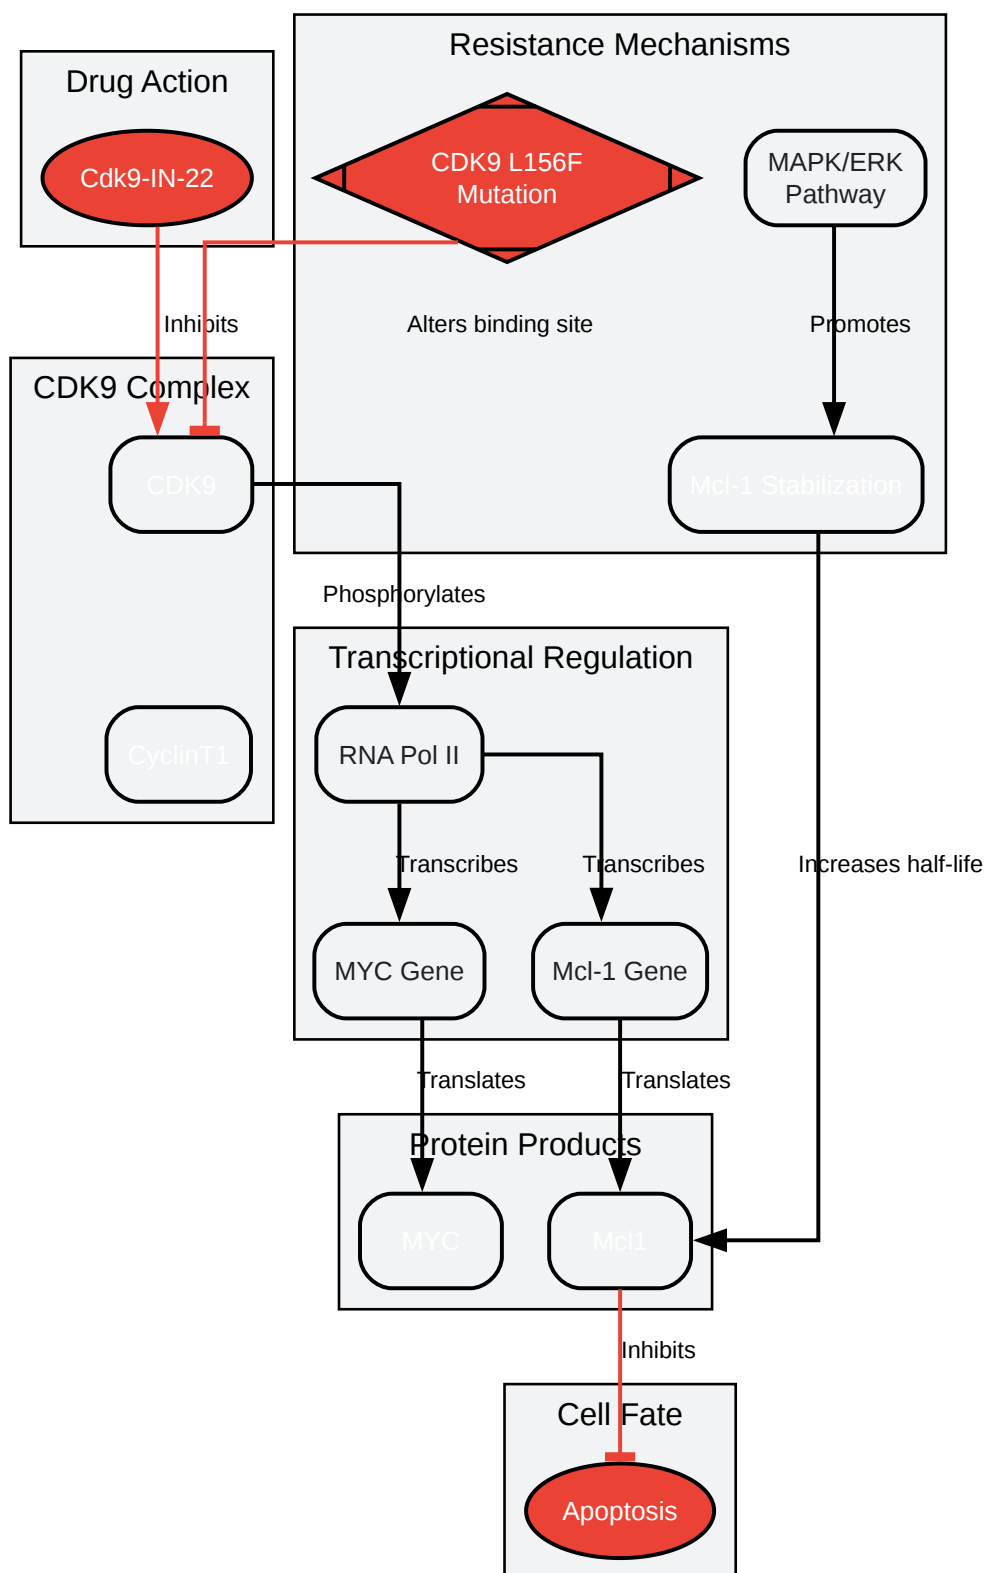 Resistance Mechanisms
Drug Action
Cdk9-IN-22
CDK9 L156F
Mutation
MAPK/ERK
Pathway
Inhibits
Alters binding site
Promotes
CDK9 Complex
CDK9
Mcl-1 Stabilization
Phosphorylates
Transcriptional Regulation
CyclinT1
RNA Pol II
Transcribes
Transcribes
Increases half-life
MYC Gene
Mcl-1 Gene
Translates
Translates
Protein Products
MYC
Mcl1
Inhibits
Cell Fate
Apoptosis